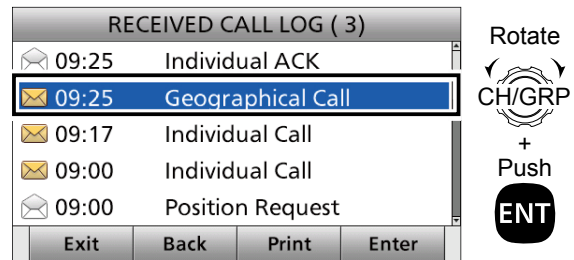 RECEIVED CALL LOG ( 3)
09:25 Individual ACK
09:25 Geographical Call
09:17 Individual Call
09:00 Individual Call
09:00 Position Request
Exit Back Print Enter
Rotate
CH/GRP
+
Push
ENT